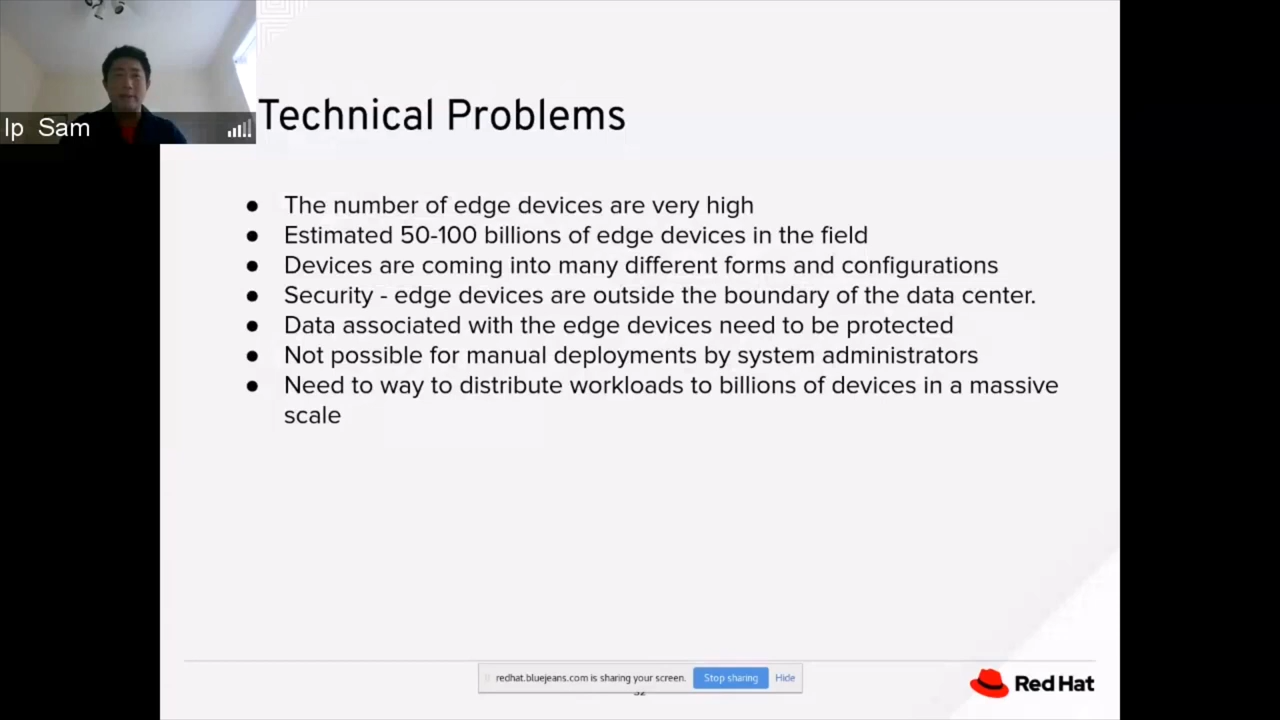 Ip Sam
Technical Problems
● The number of edge devices are very high
● Estimated 50-100 billions of edge devices in the field
● Devices are coming into many different forms and configurations
● Security - edge devices are outside the boundary of the data center.
● Data associated with the edge devices need to be protected
● Not possible for manual deployments by system administrators
● Need to way to distribute workloads to billions of devices in a massive
scale
redhat.bluejeans.com is sharing your screen. Stop sharing Hide
Red Hat